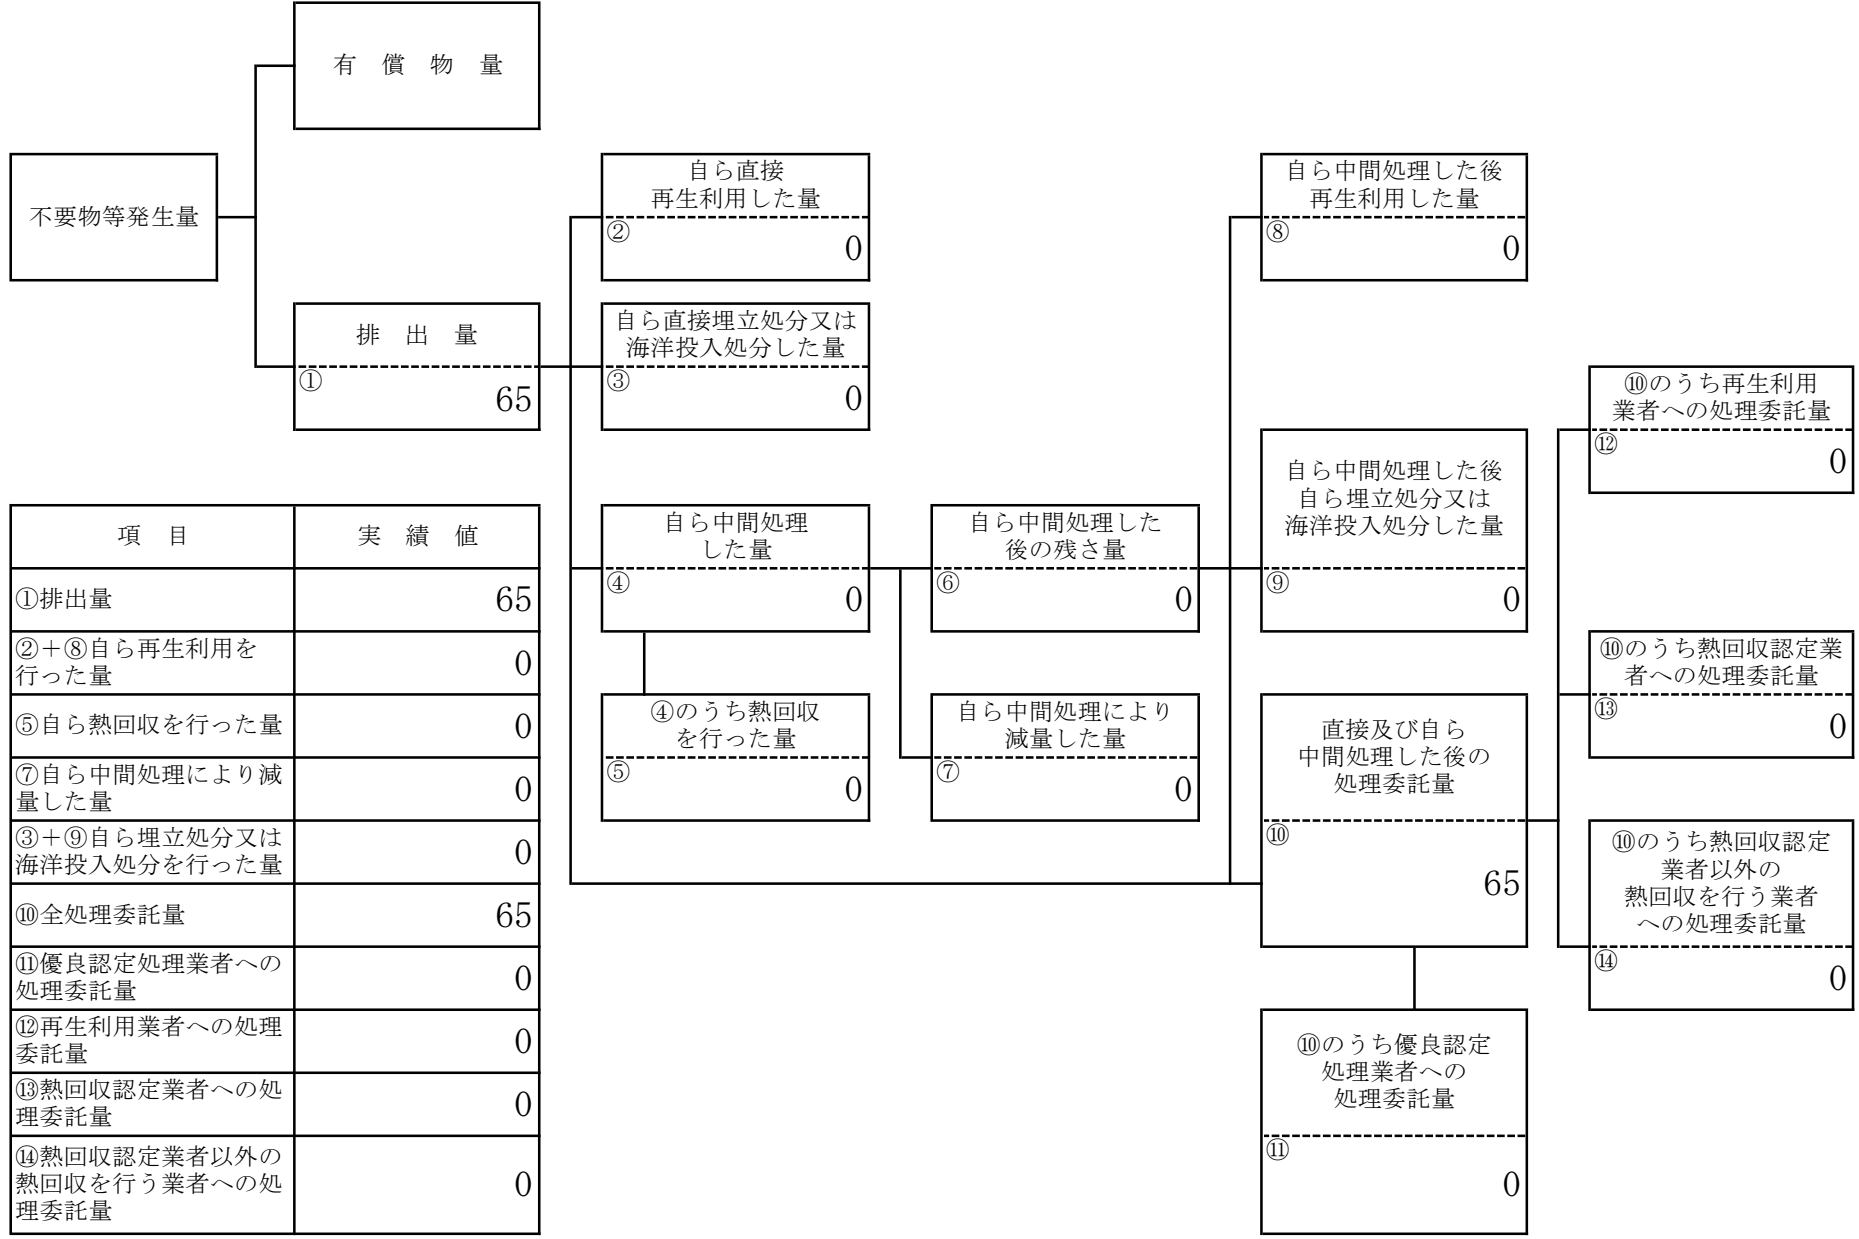 有　償　物　量
不要物等発生量
排　出　量
①
65
自ら直接
再生利用した量
②
0
自ら直接埋立処分又は
海洋投入処分した量
③
0
自ら中間処理
した量
④
0
④のうち熱回収
を行った量
⑤
0
自ら中間処理した
後の残さ量
⑥
0
自ら中間処理により
減量した量
⑦
0
自ら中間処理した後
再生利用した量
⑧
0
自ら中間処理した後
自ら埋立処分又は
海洋投入処分した量
⑨
0
直接及び自ら
中間処理した後の
処理委託量
⑩
65
⑩のうち優良認定
処理業者への
処理委託量
⑪
0
⑩のうち再生利用
業者への処理委託量
⑫
0
⑩のうち熱回収認定業
者への処理委託量
⑬
0
⑩のうち熱回収認定
業者以外の
熱回収を行う業者
への処理委託量
⑭
0
項　目　実　績　値
①排出量　65
②＋⑧自ら再生利用を
行った量　0
⑤自ら熱回収を行った量　0
⑦自ら中間処理により減
量した量　0
③＋⑨自ら埋立処分又は
海洋投入処分を行った量　0
⑩全処理委託量　65
⑪優良認定処理業者への
処理委託量　0
⑫再生利用業者への処理
委託量　0
⑬熱回収認定業者への処
理委託量　0
⑭熱回収認定業者以外の
熱回収を行う業者への処
理委託量　0